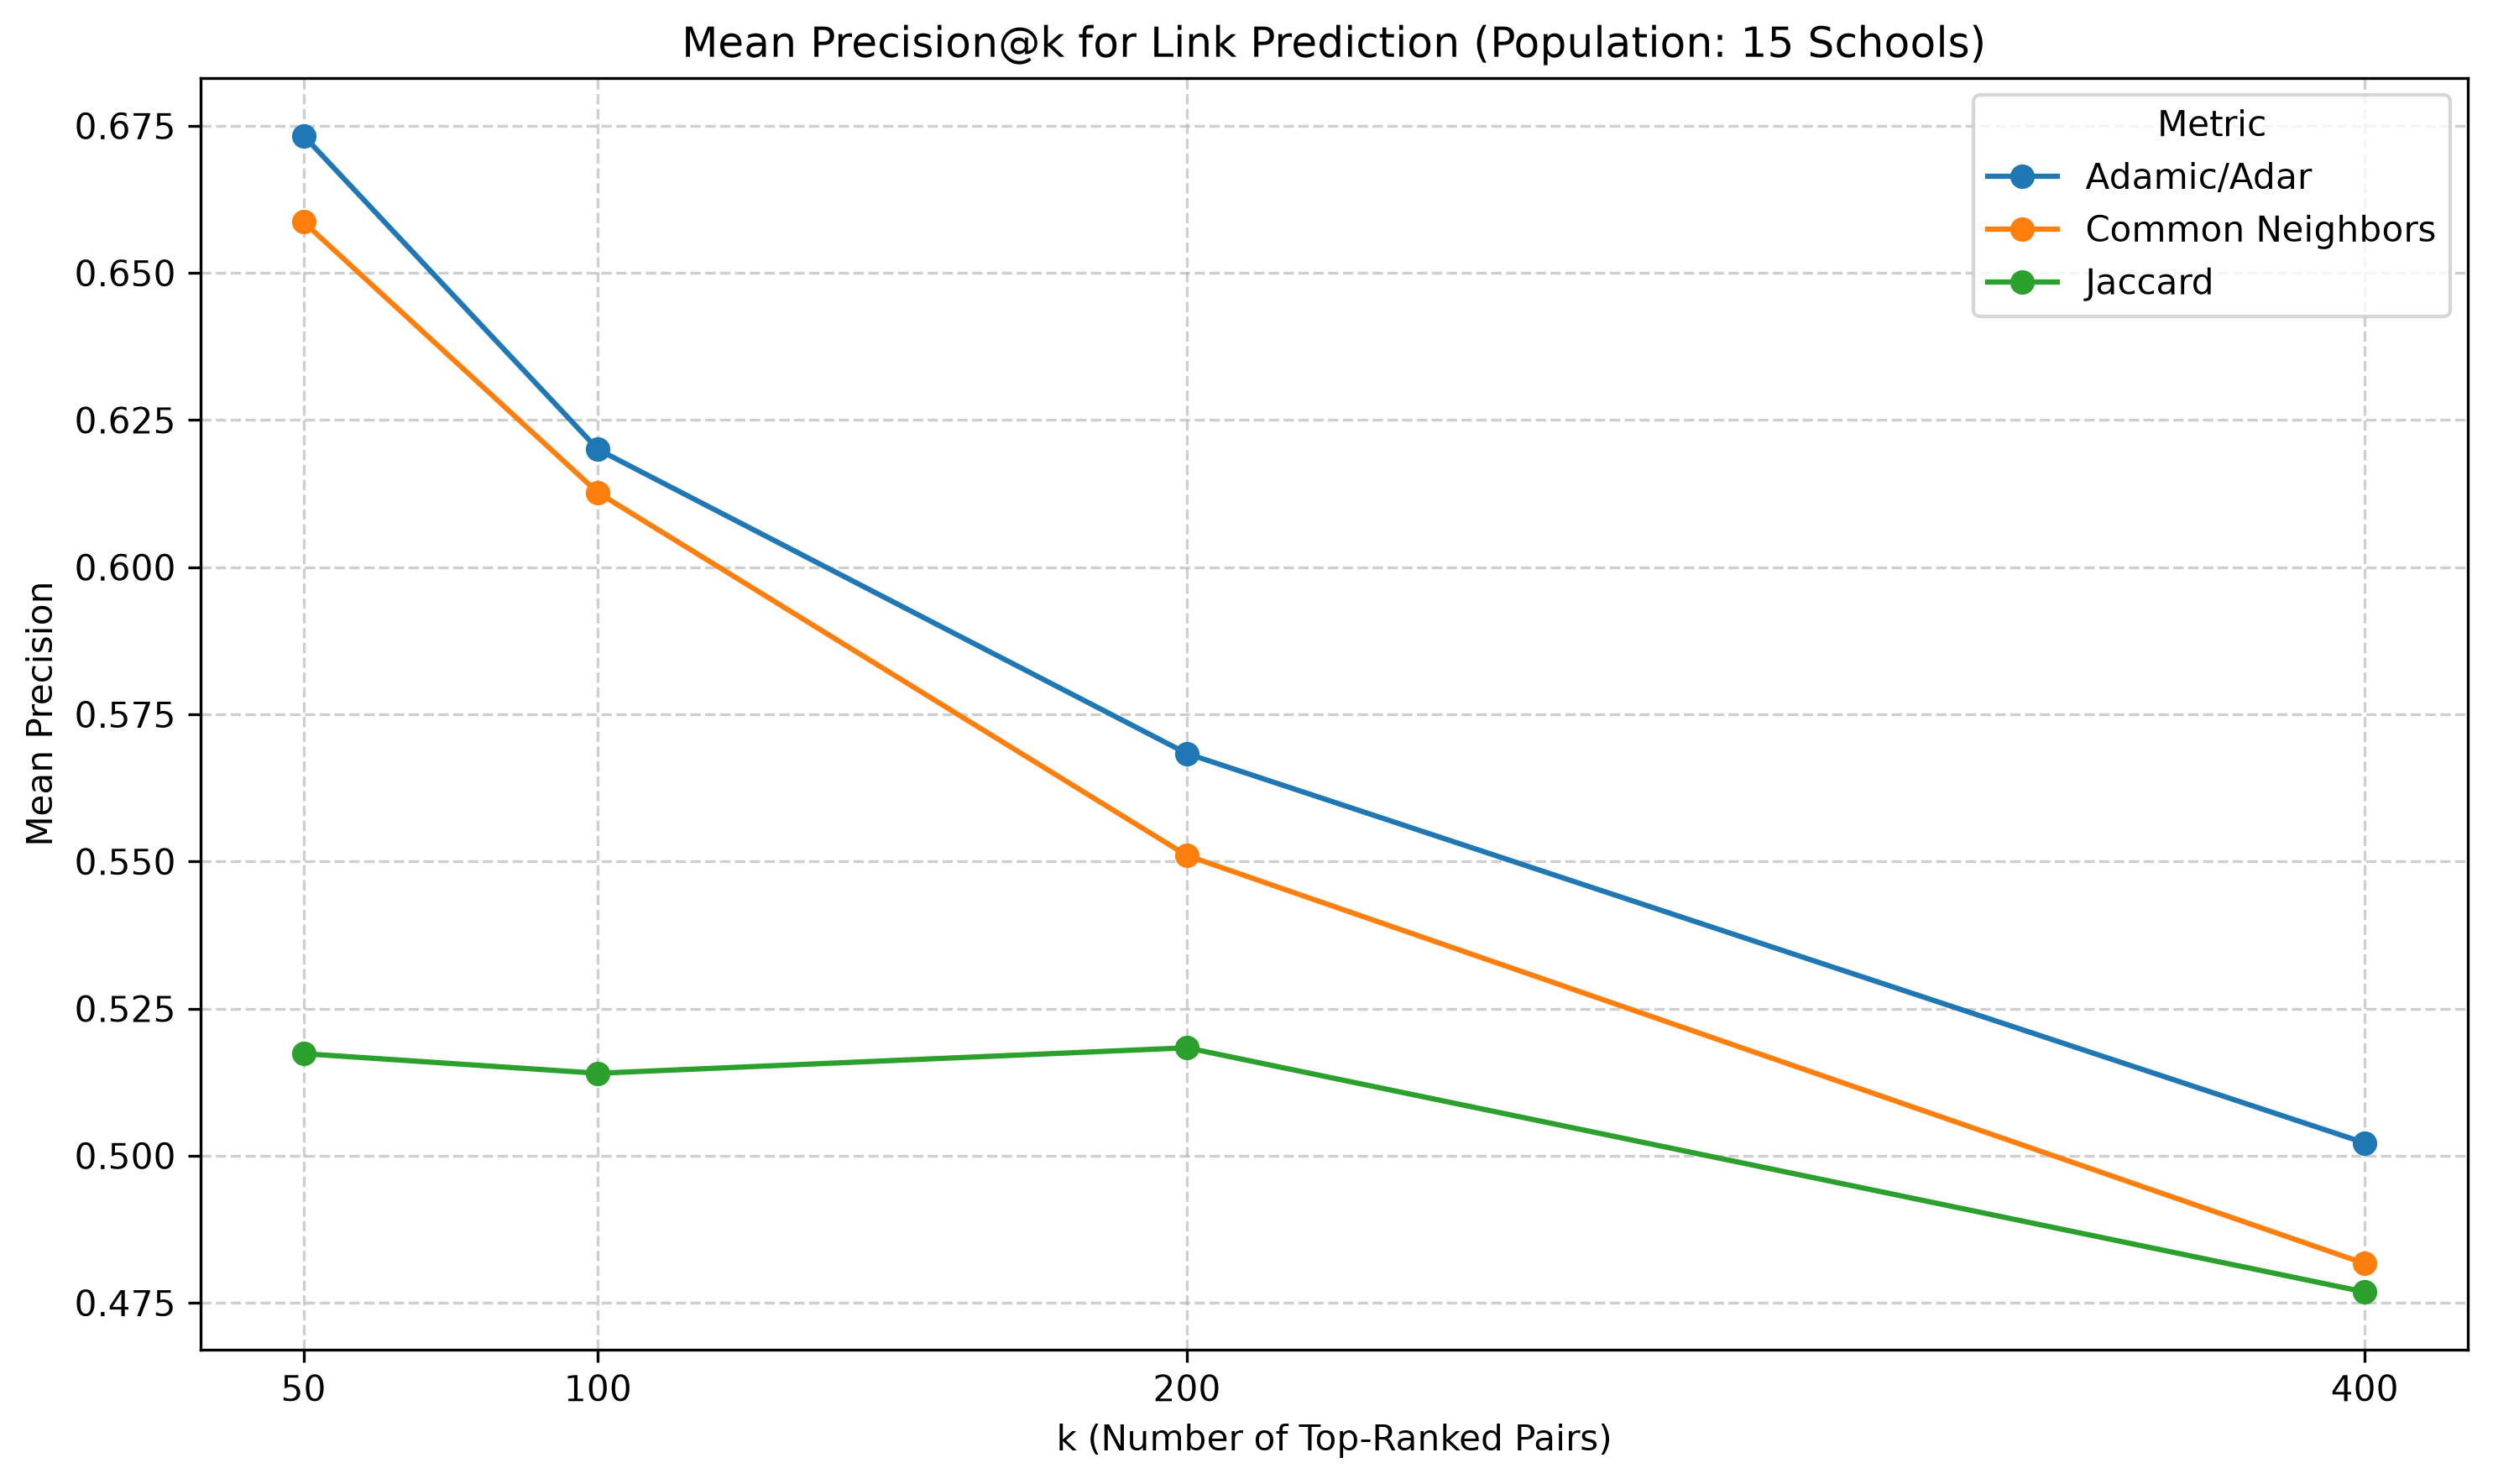 Mean Precision@k for Link Prediction (Population: 15 Schools)
Metric
Adamic/Adar
Common Neighbors
Jaccard
Mean Precision
0.675
0.650
0.625
0.600
0.575
0.550
0.525
0.500
0.475
50 100 200 400
k (Number of Top-Ranked Pairs)